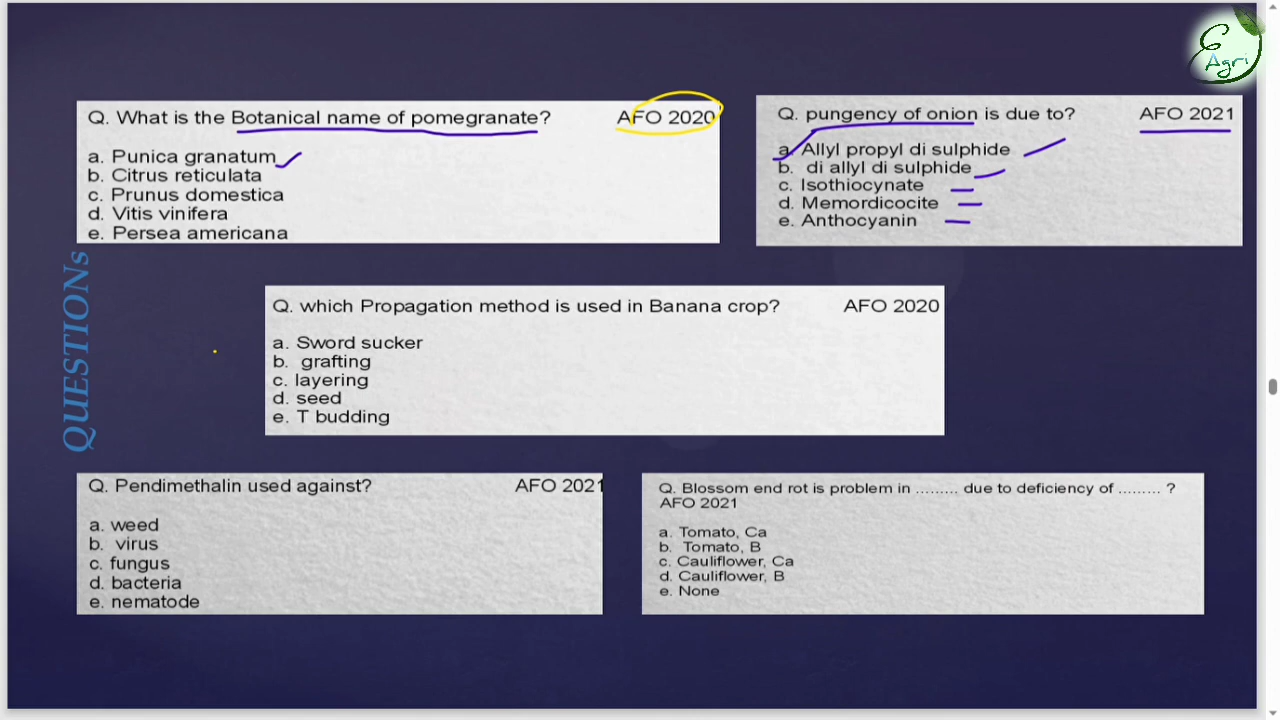 E
Agri
Q. What is the Botanical name of pomegranate? AFO 2020
a. Punica granatum
b. Citrus reticulata
c. Prunus domestica
d. Vitis vinifera
e. Persea americana
Q. pungency of onion is due to? AFO 2021
a. Allyl propyl di sulphide
b. di allyl di sulphide
c. Isothiocynate
d. Memordicocite
e. Anthocyanin
QUESTIONs
Q. which Propagation method is used in Banana crop? AFO 2020
a. Sword sucker
b. grafting
c. layering
d. seed
e. T budding
Q. Pendimethalin used against? AFO 2021
a. weed
b. virus
c. fungus
d. bacteria
e. nematode
Q. Blossom end rot is problem in ......... due to deficiency of ......... ?
AFO 2021
a. Tomato, Ca
b. Tomato, B
c. Cauliflower, Ca
d. Cauliflower, B
e. None